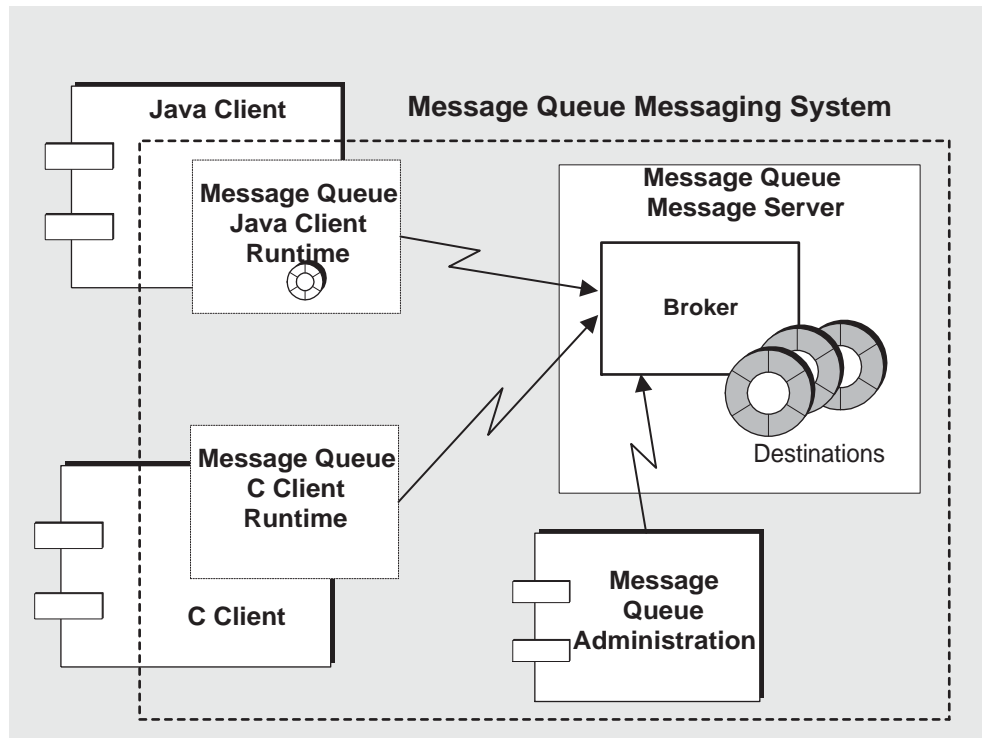 Java Client
Message Queue Messaging System
Message Queue
Java Client
Runtime
Message Queue
Message Server
Broker
Destinations
Message Queue
C Client
Runtime
C Client
Message
Queue
Administration